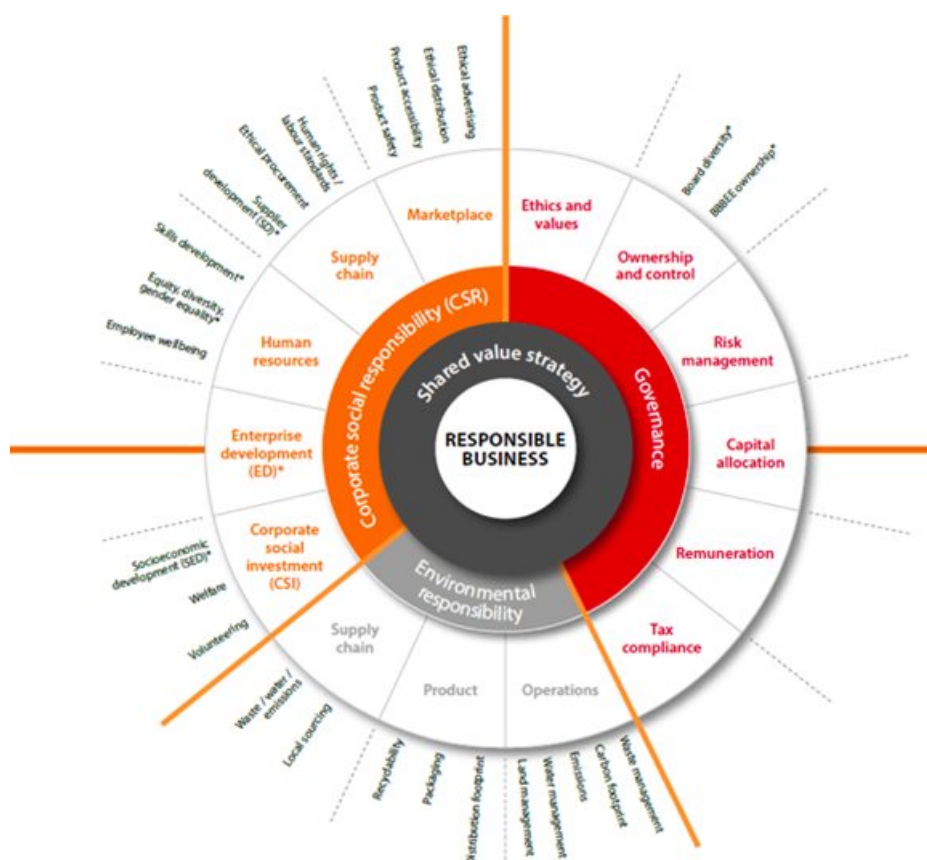 RESPONSIBLE
BUSINESS
Shared value strategy
Governance
Ethics and
values
Ownership
and control
Board diversity*
BBBEE ownership*
Risk
management
Capital
allocation
Remuneration
Tax
compliance
Environmental
responsibility
Operations
Waste management
Carbon footprint
Emissions
Water management
Land management
Product
Distribution footprint
Packaging
Recyclability
Supply
chain
Local sourcing
Waste / water /
emissions
Corporate social responsibility (CSR)
Corporate
social
investment
(CSI)
Volunteering
Welfare
Socioeconomic
development (SED)*
Enterprise
development
(ED)*
Human
resources
Employee wellbeing
Equity, diversity,
gender equality*
Skills development*
Supply
chain
Supplier
development (SD)*
Ethical procurement
Human rights /
labour standards
Marketplace
Product safety
Product accessibility
Ethical distribution
Ethical advertising